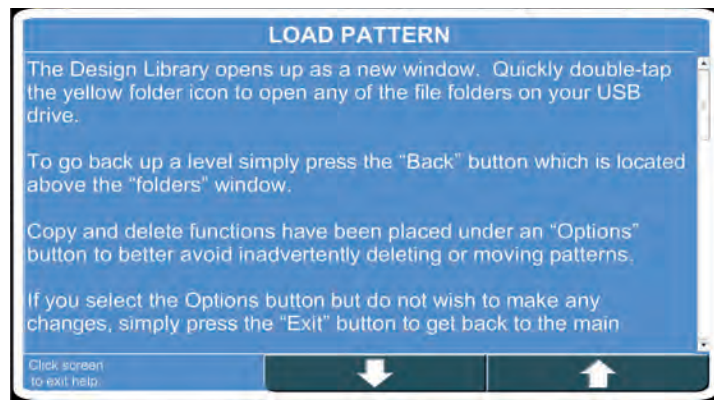 LOAD PATTERN
The Design Library opens up as a new window.  Quickly double-tap
the yellow folder icon to open any of the file folders on your USB
drive.
To go back up a level simply press the “Back” button which is located
above the “folders” window.
Copy and delete functions have been placed under an “Options”
button to better avoid inadvertently deleting or moving patterns.
If you select the Options button but do not wish to make any
changes, simply press the “Exit” button to get back to the main
Click screen
to exit help.